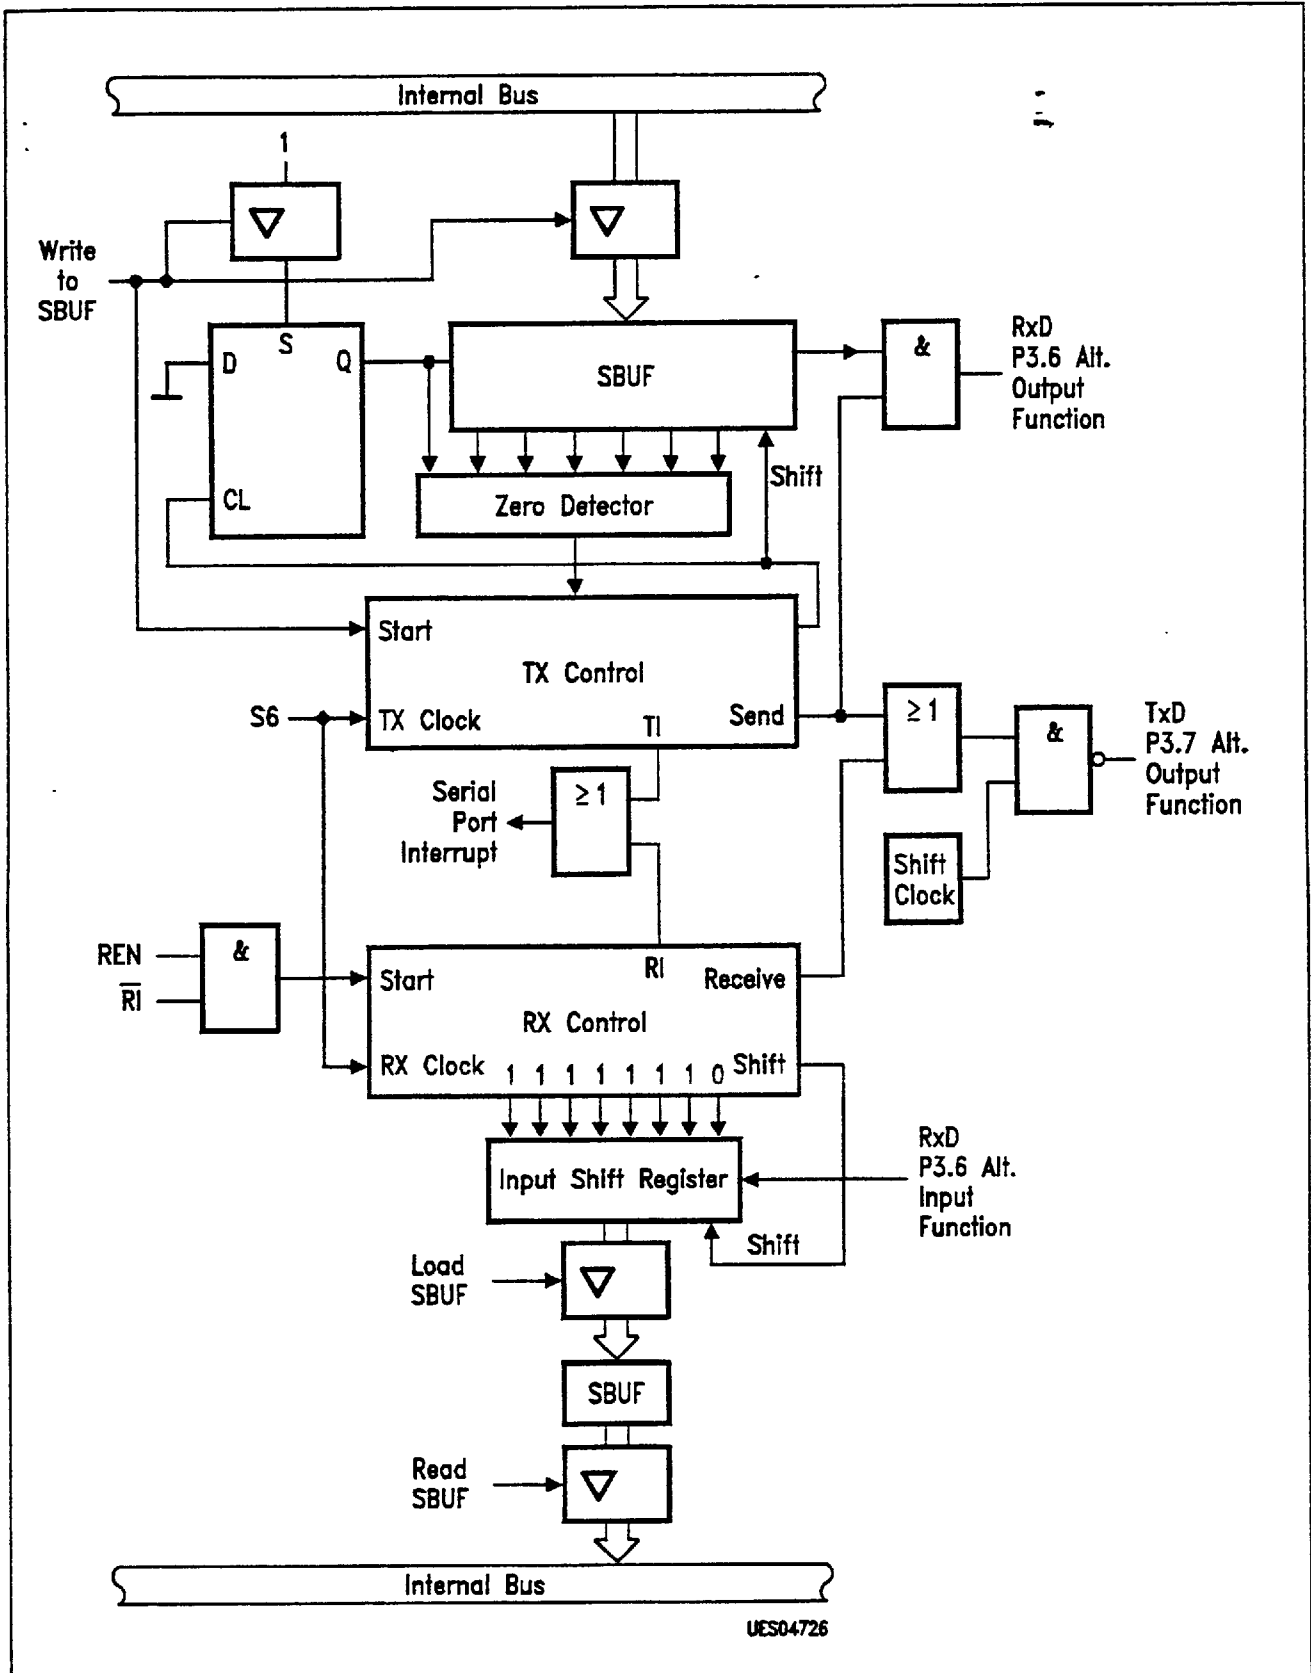 Internal Bus
1
Write
to
SBUF
D
S
Q
CL
SBUF
&
RxD
P3.6 Alt.
Output
Function
Shift
Zero Detector
Start
TX Control
S6
TX Clock
TI
Send
≥1
&
TxD
P3.7 Alt.
Output
Function
Serial
Port
Interrupt
≥1
Shift
Clock
REN
R̅I̅
&
Start
RI
Receive
RX Control
RX Clock
1 1 1 1 1 1 1 0
Shift
Input Shift Register
RxD
P3.6 Alt.
Input
Function
Shift
Load
SBUF
SBUF
Read
SBUF
Internal Bus
UES04726